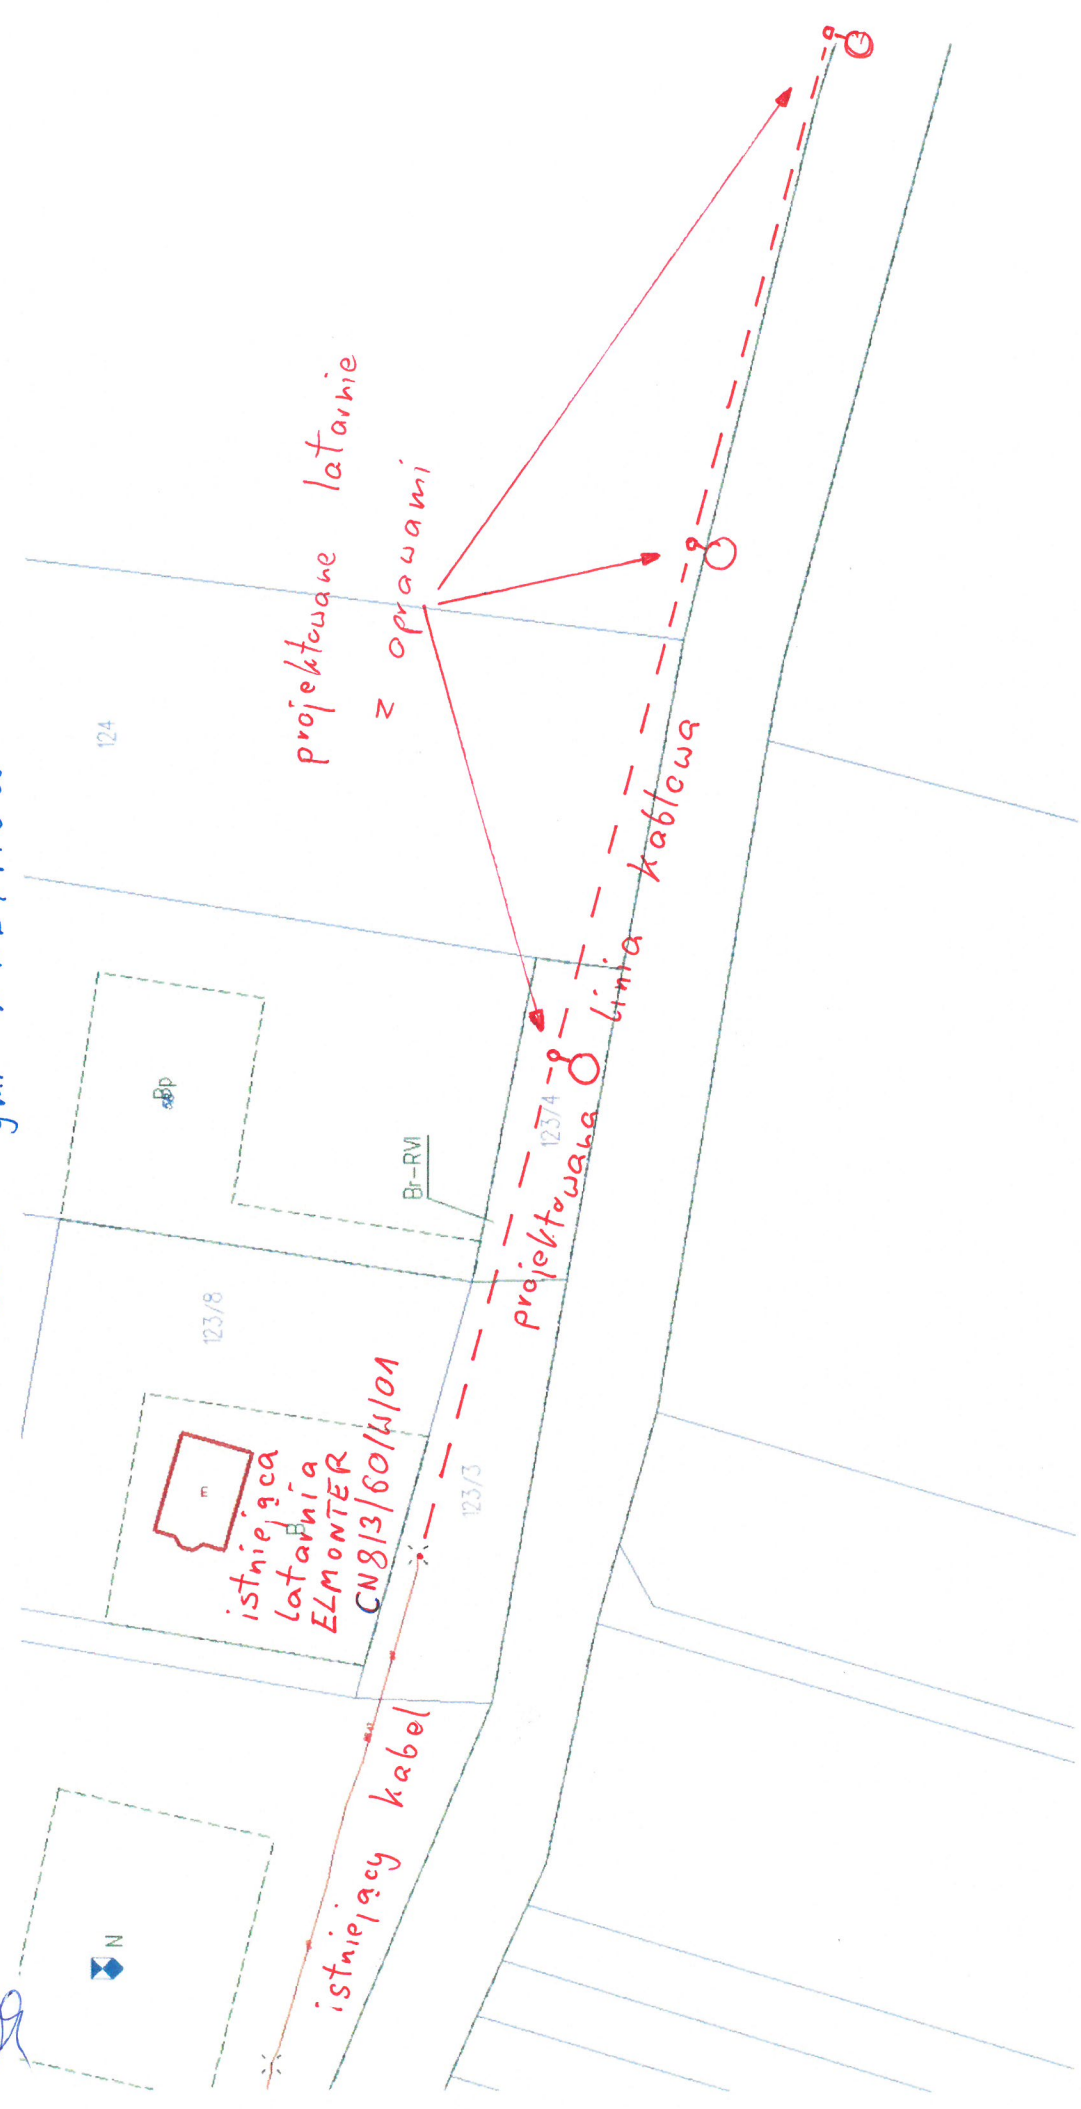 124
projektowane latarnie
z oprawami
Bp
Br-RVI
123/4
projektowana linia kablowa
123/8
m
B
istniejąca
latarnia
ELMONTER
CN8/3/60/W/01
123/3
istniejący kabel
N